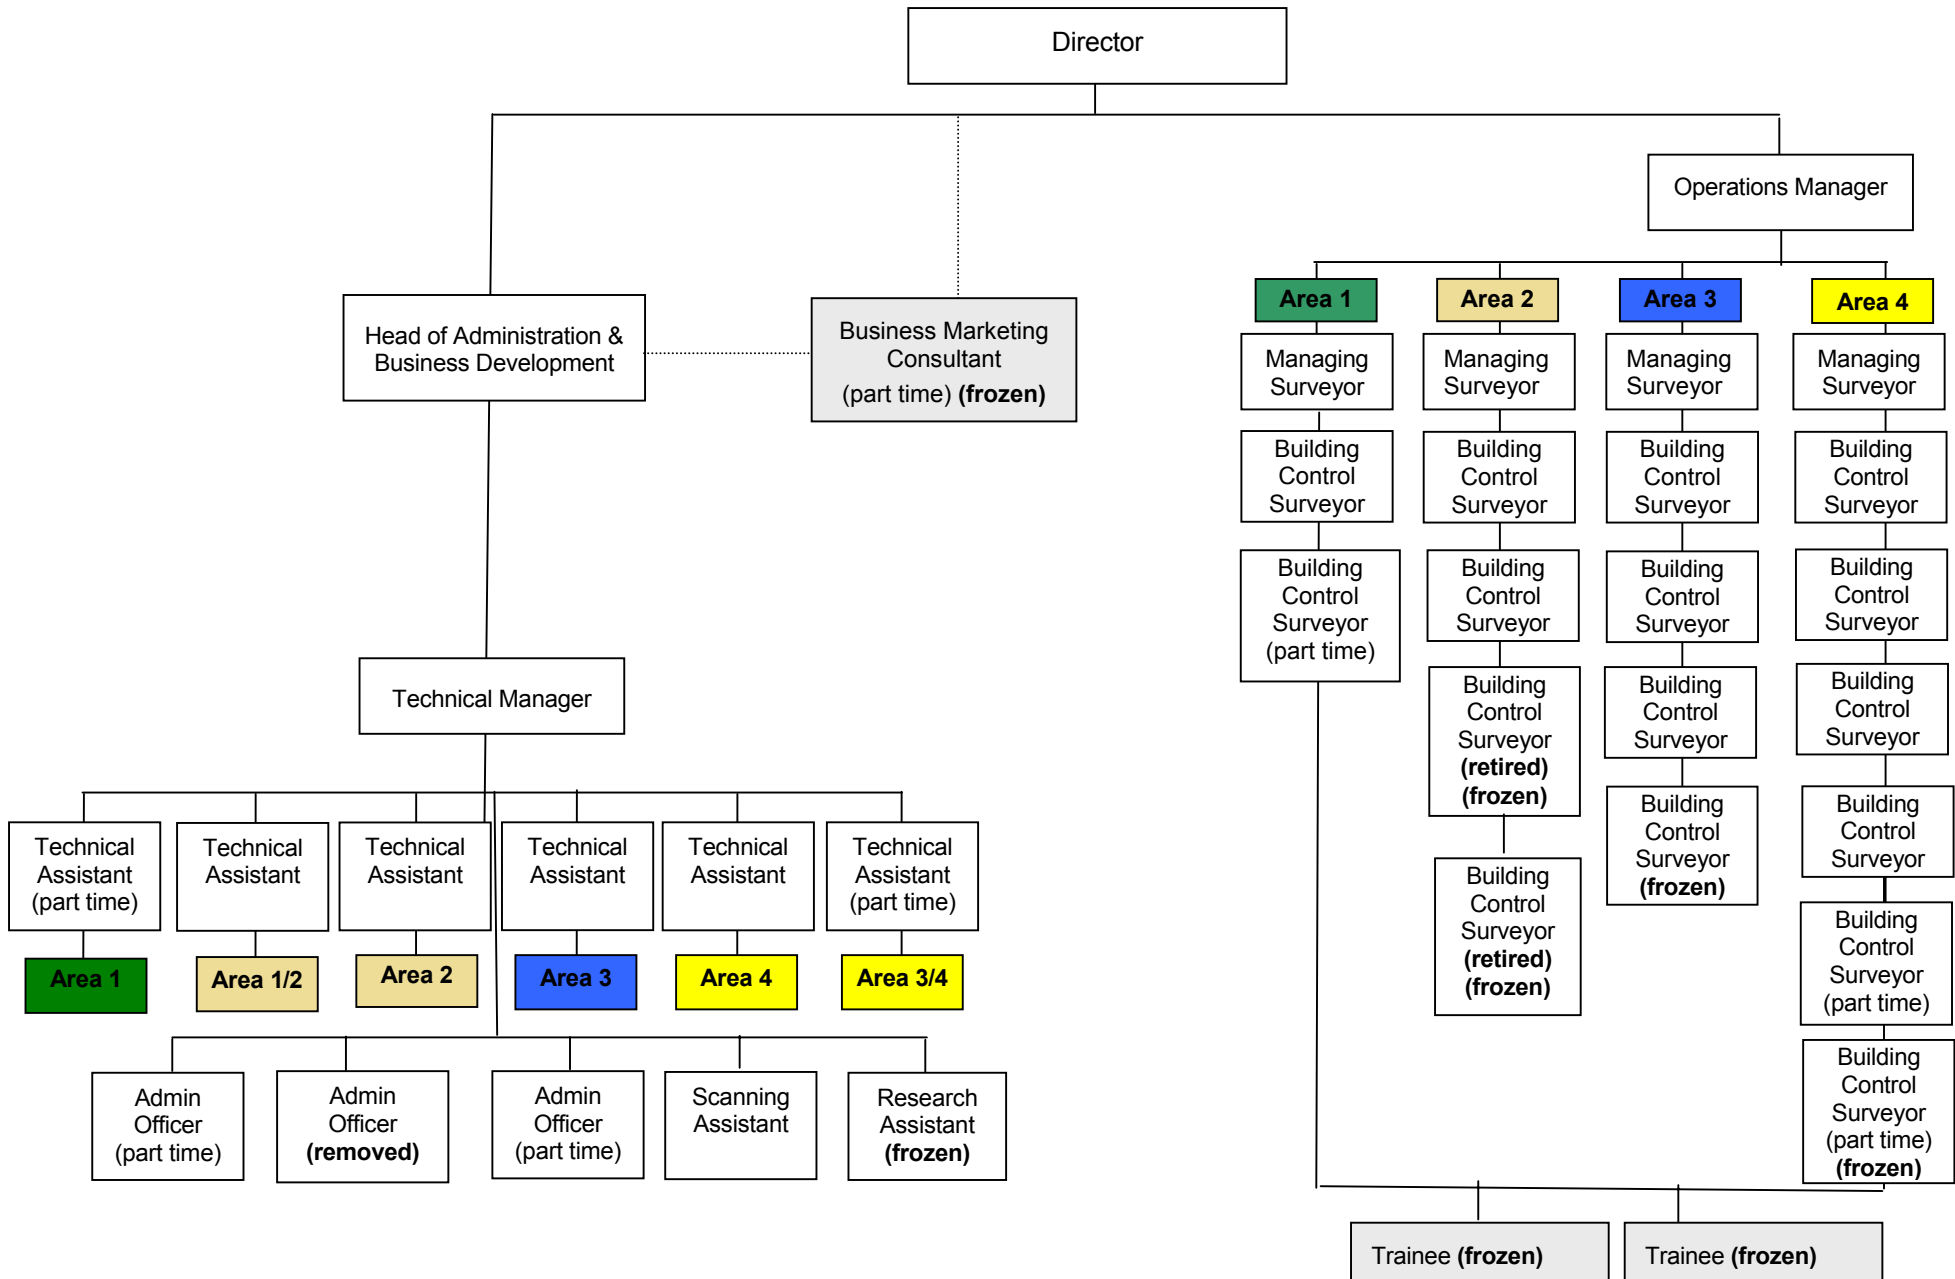 Director
Operations Manager
Head of Administration &
Business Development
Business Marketing
Consultant
(part time) (frozen)
Area 1
Managing
Surveyor
Building
Control
Surveyor
Building
Control
Surveyor
(part time)
Area 2
Managing
Surveyor
Building
Control
Surveyor
Building
Control
Surveyor
Building
Control
Surveyor
(retired)
(frozen)
Building
Control
Surveyor
(retired)
(frozen)
Area 3
Managing
Surveyor
Building
Control
Surveyor
Building
Control
Surveyor
Building
Control
Surveyor
Building
Control
Surveyor
(frozen)
Area 4
Managing
Surveyor
Building
Control
Surveyor
Building
Control
Surveyor
Building
Control
Surveyor
Building
Control
Surveyor
Building
Control
Surveyor
(part time)
Building
Control
Surveyor
(part time)
(frozen)
Technical Manager
Technical
Assistant
(part time)
Area 1
Technical
Assistant
Area 1/2
Technical
Assistant
Area 2
Technical
Assistant
Area 3
Technical
Assistant
Area 4
Technical
Assistant
(part time)
Area 3/4
Admin
Officer
(part time)
Admin
Officer
(removed)
Admin
Officer
(part time)
Scanning
Assistant
Research
Assistant
(frozen)
Trainee (frozen)
Trainee (frozen)